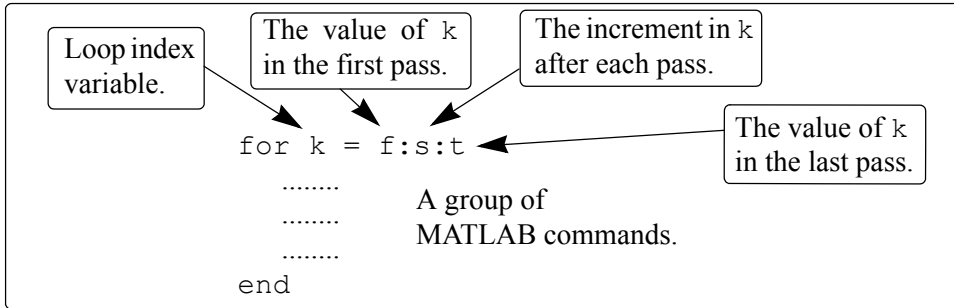 Loop index
variable.
The value of k
in the first pass.
The increment in k
after each pass.
for k = f:s:t
The value of k
in the last pass.
........
........
........
A group of
MATLAB commands.
end